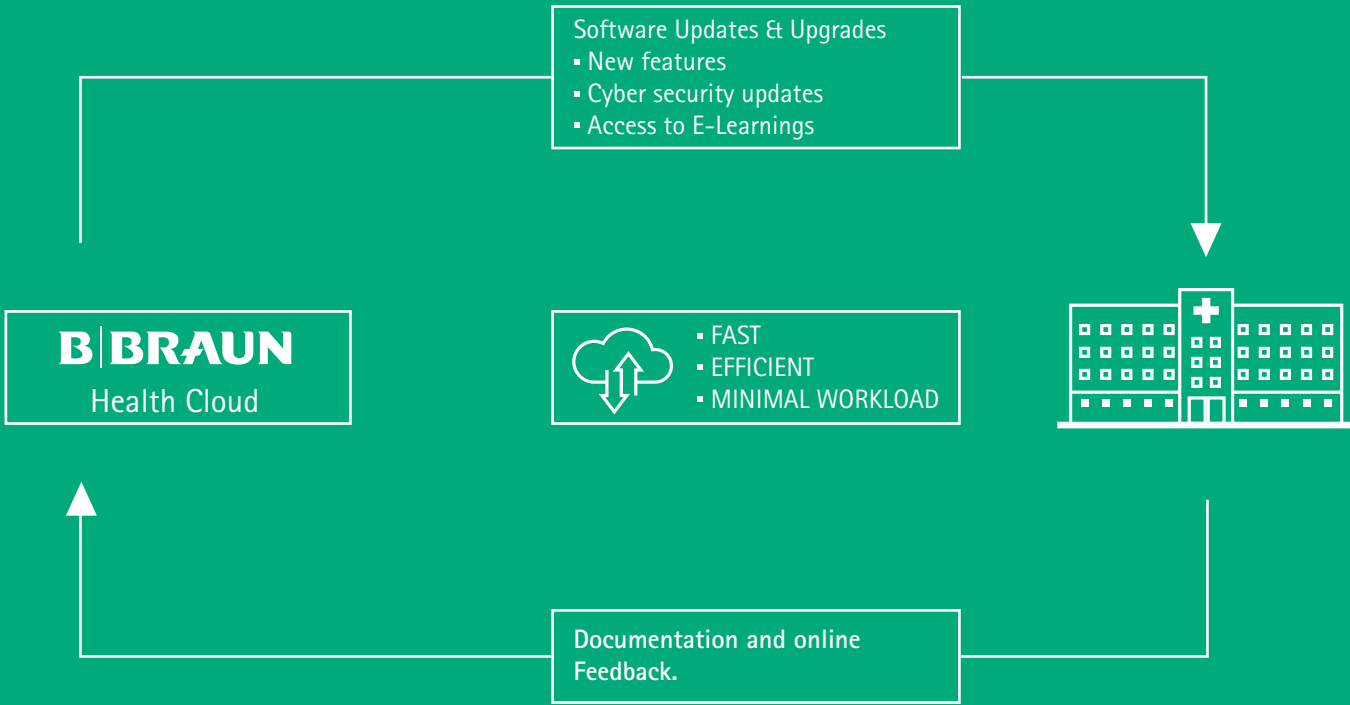 Software Updates & Upgrades
▪ New features
▪ Cyber security updates
▪ Access to E-Learnings
B|BRAUN
Health Cloud
▪ FAST
▪ EFFICIENT
▪ MINIMAL WORKLOAD
Documentation and online
Feedback.